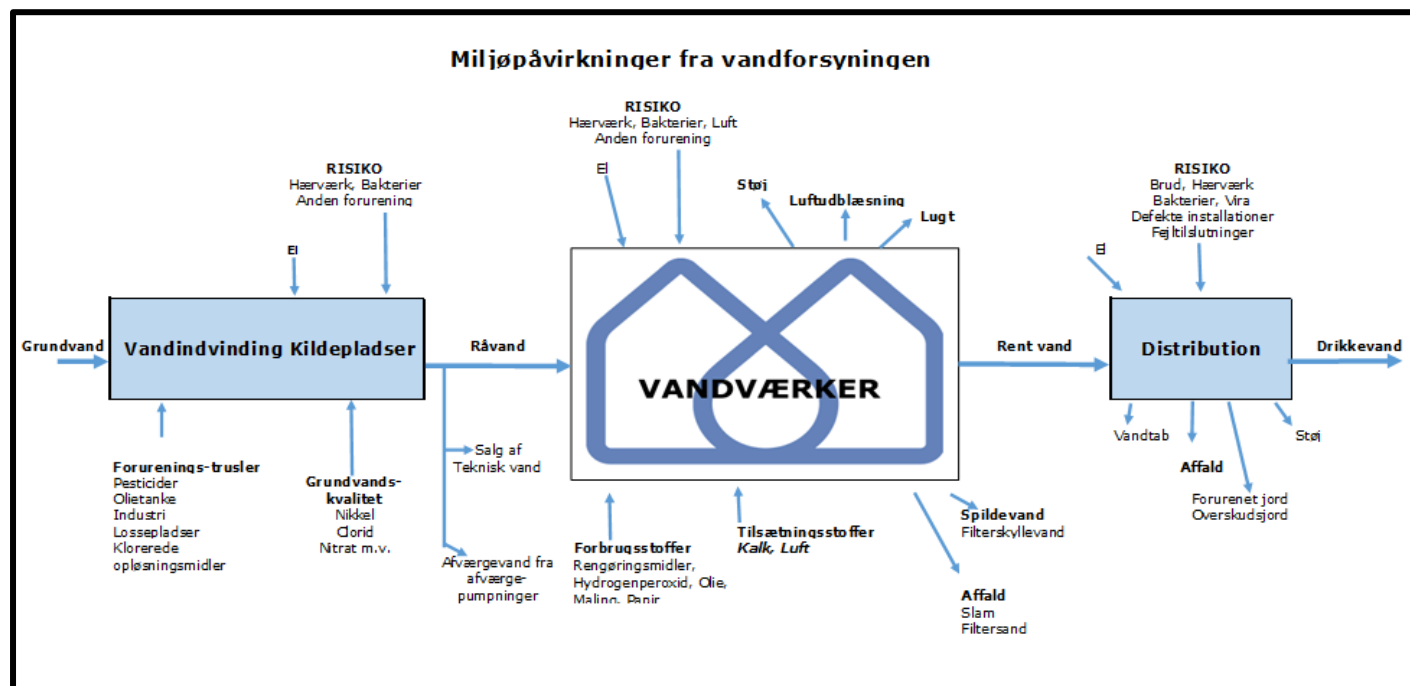 Miljøpåvirkninger fra vandforsyningen
RISIKO
Hærværk, Bakterier
Anden forurening
El
Grundvand
Vandindvinding Kildepladser
Forurenings-trusler
Pesticider
Olietanke
Industri
Lossepladser
Klorerede
opløsningsmidler
Grundvands-
kvalitet
Nikkel
Clorid
Nitrat m.v.
Råvand
Salg af
Teknisk vand
Afværgevand fra
afværge-
pumpninger
RISIKO
Hærværk, Bakterier, Luft
Anden forurening
El
Støj
Luftudblæsning
Lugt
VANDVÆRKER
Forbrugsstoffer
Rengøringsmidler,
Hydrogenperoxid, Olie,
Maling, Papir
Tilsætningsstoffer
Kalk, Luft
Spildevand
Filterskyllevand
Affald
Slam
Filtersand
Rent vand
RISIKO
Brud, Hærværk
Bakterier, Vira
Defekte installationer
Fejltilslutninger
El
Distribution
Drikkevand
Vandtab
Affald
Forurenet jord
Overskudsjord
Støj